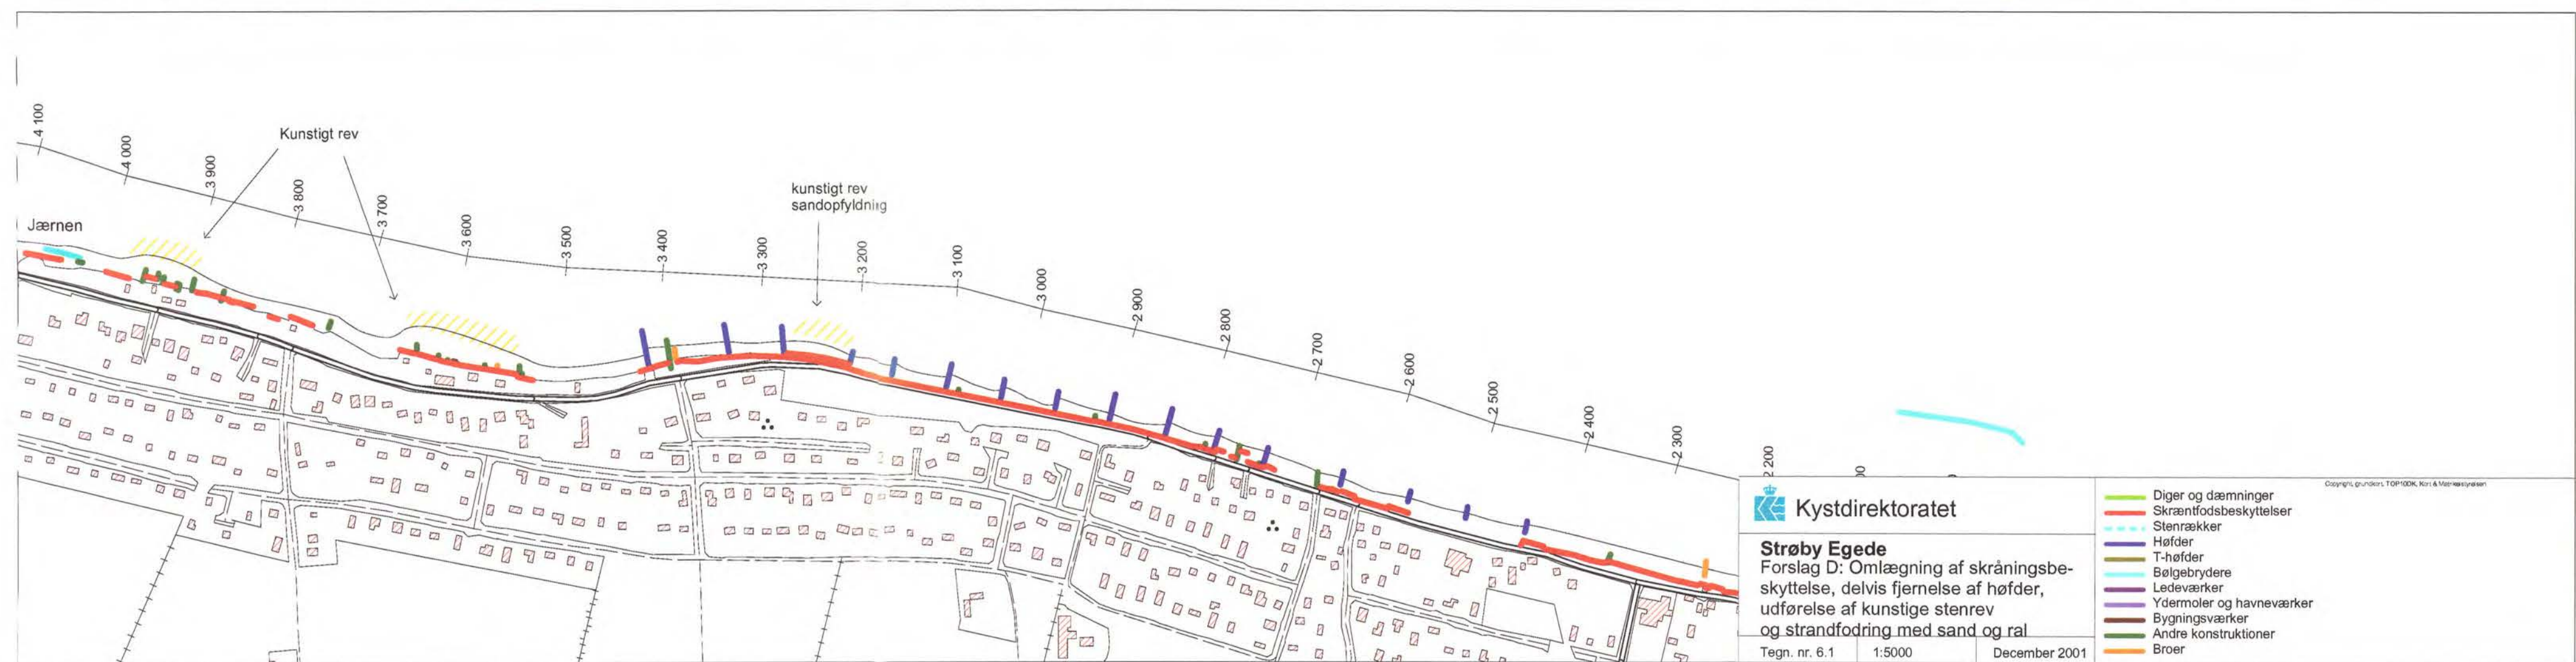 Kunstigt rev
kunstigt rev
sandopfyldning
Jærnen
4 100
4 000
3 900
3 800
3 700
3 600
3 500
3 400
3 300
3 200
3 100
3 000
2 900
2 800
2 700
2 600
2 500
2 400
2 300
2 200
00
Kystdirektoratet
Strøby Egede
Forslag D: Omlægning af skråningsbe-
skyttelse, delvis fjernelse af høfder,
udførelse af kunstige stenrev
og strandfodring med sand og ral
Tegn. nr. 6.1
1:5000
December 2001
Diger og dæmninger
Skræntfodsbeskyttelser
Stenrækker
Høfder
T-høfder
Bølgebrydere
Ledeværker
Ydermoler og havneværker
Bygningsværker
Andre konstruktioner
Broer